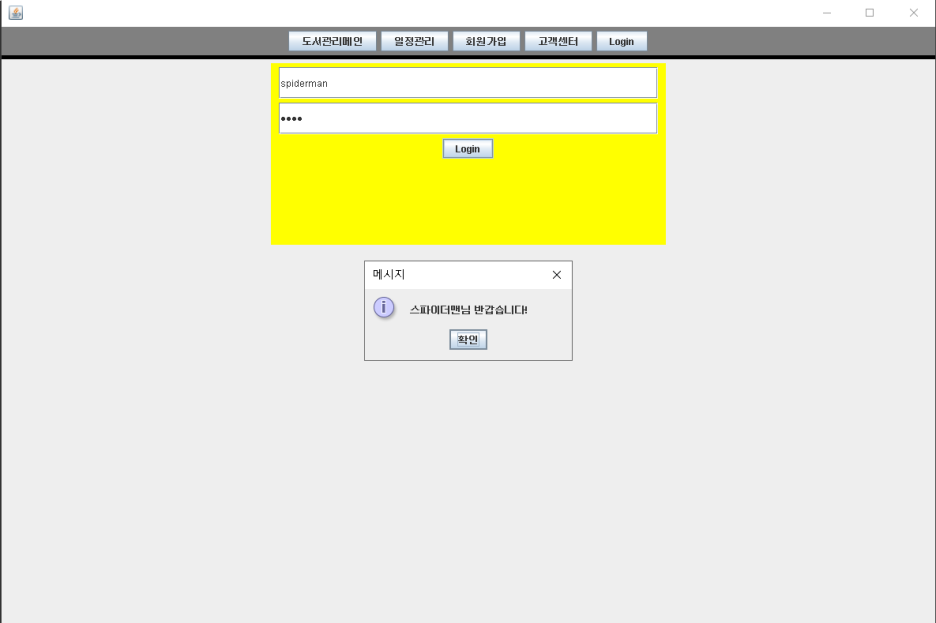 도서관리메인 일정관리 회원가입 고객센터 Login
spiderman
••••
Login
메시지
스파이더맨님 반갑습니다!
확인